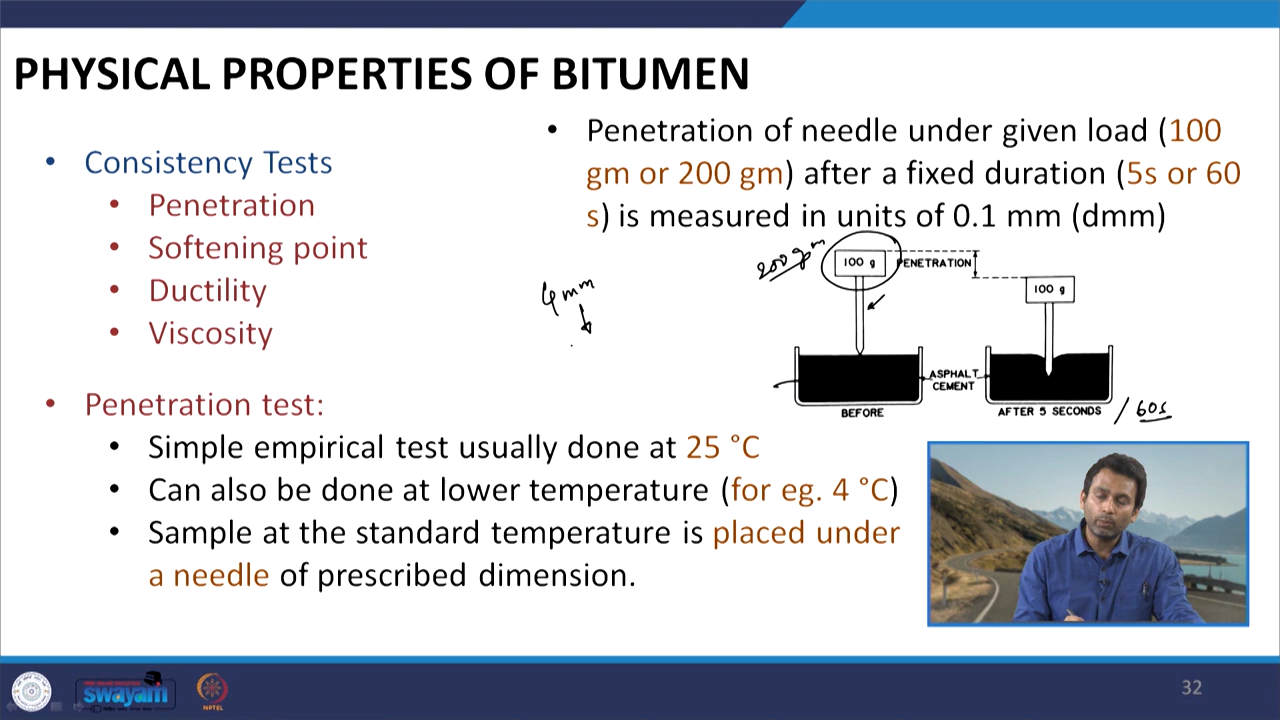 PHYSICAL PROPERTIES OF BITUMEN
• Consistency Tests
• Penetration
• Softening point
• Ductility
• Viscosity
• Penetration test:
• Simple empirical test usually done at 25 °C
• Can also be done at lower temperature (for eg. 4 °C)
• Sample at the standard temperature is placed under
a needle of prescribed dimension.
• Penetration of needle under given load (100
gm or 200 gm) after a fixed duration (5s or 60
s) is measured in units of 0.1 mm (dmm)
200 gm
100 g
PENETRATION
100 g
4mm
ASPHALT
CEMENT
BEFORE
AFTER 5 SECONDS
/ 60s
swayam
NPTEL
32